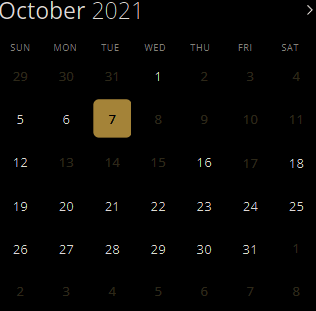 October 2021
SUN MON TUE WED THU FRI SAT
29 30 31 1 2 3 4
5 6 7 8 9 10 11
12 13 14 15 16 17 18
19 20 21 22 23 24 25
26 27 28 29 30 31 1
2 3 4 5 6 7 8